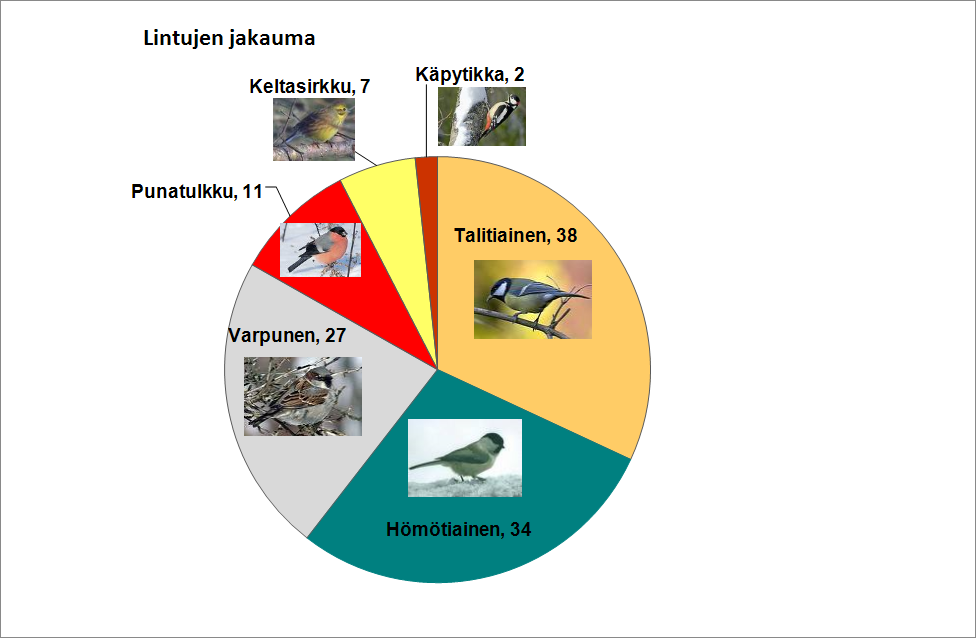 Lintujen jakauma
Käpytikka, 2
Keltasirkku, 7
Punatulkku, 11
Talitiainen, 38
Varpunen, 27
Hömötiainen, 34